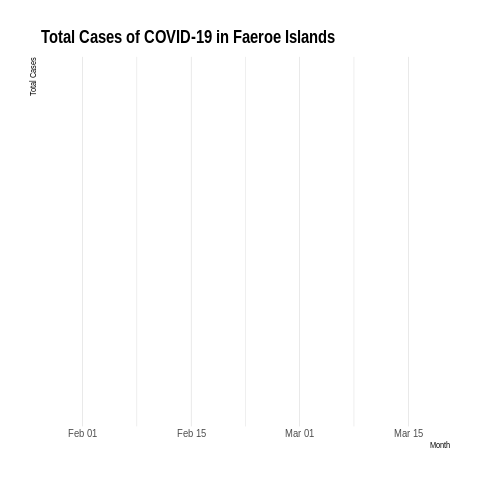 Total Cases of COVID-19 in Faeroe Islands
Total Cases
Feb 01 Feb 15 Mar 01 Mar 15
Month